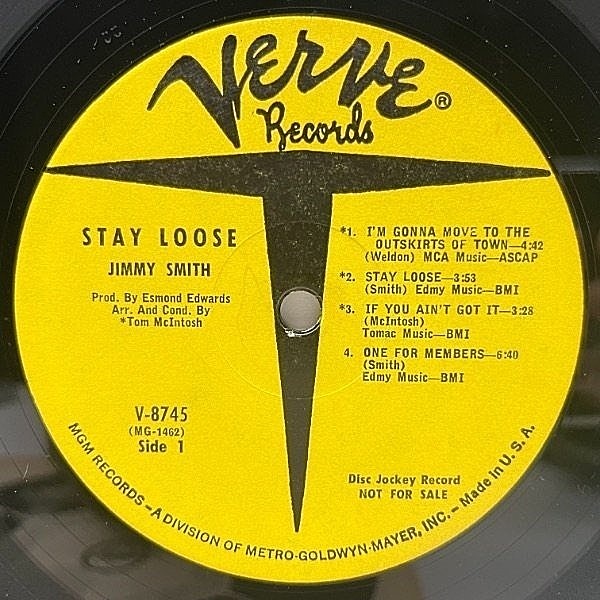 Verve®
Records
STAY LOOSE
JIMMY SMITH
Prod. By Esmond Edwards
Arr. And Cond. By
*Tom McIntosh
V-8745
(MG-1462)
Side 1
*1. I'M GONNA MOVE TO THE
OUTSKIRTS OF TOWN—4:42
(Weldon) MCA Music—ASCAP
*2. STAY LOOSE—3:53
(Smith) Edmy Music—BMI
*3. IF YOU AIN'T GOT IT—3:28
(McIntosh)
Tomac Music—BMI
4. ONE FOR MEMBERS—6:40
(Smith)
Edmy Music—BMI
Disc Jockey Record
NOT FOR SALE
MGM RECORDS—A DIVISION OF METRO-GOLDWYN-MAYER, INC.—Made in U. S. A.